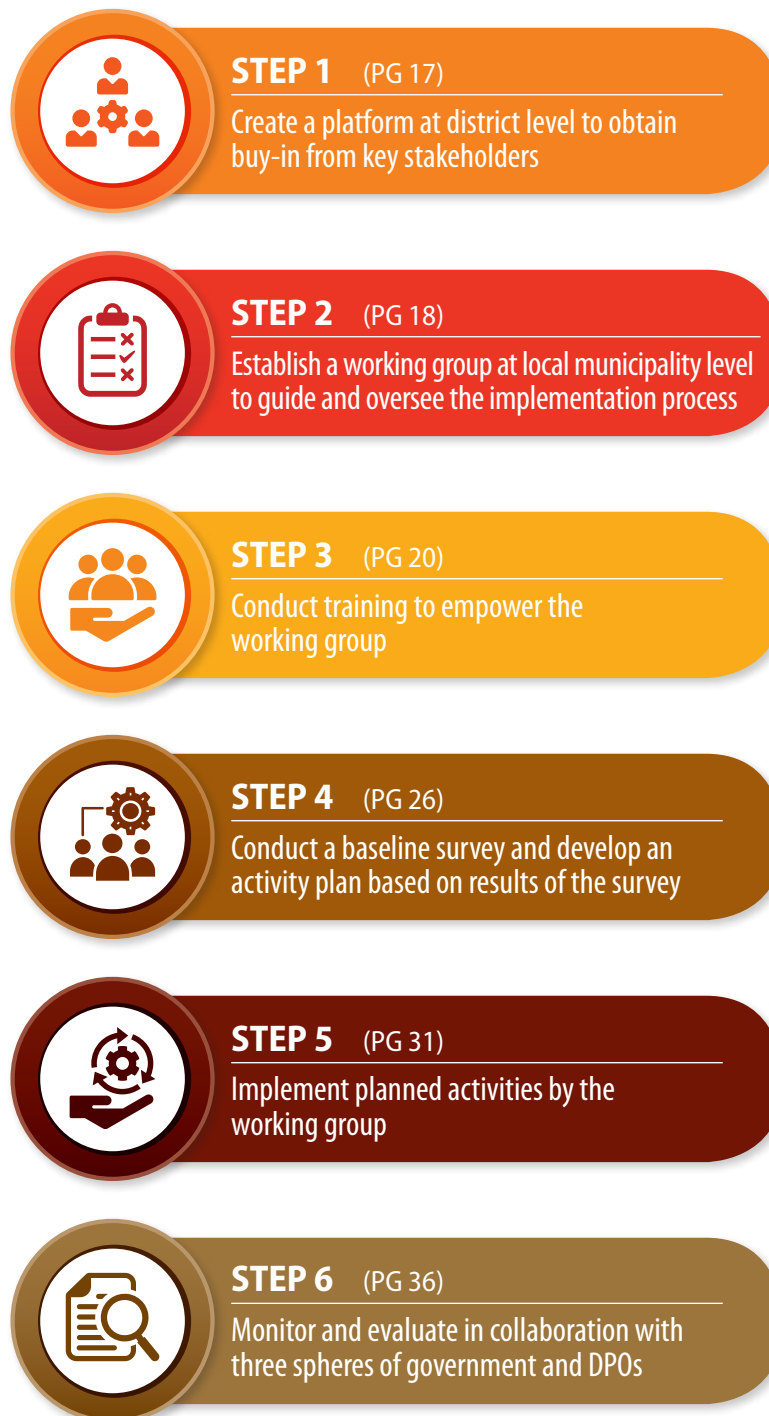 STEP 1 (PG 17)
Create a platform at district level to obtain
buy-in from key stakeholders
STEP 2 (PG 18)
Establish a working group at local municipality level
to guide and oversee the implementation process
STEP 3 (PG 20)
Conduct training to empower the
working group
STEP 4 (PG 26)
Conduct a baseline survey and develop an
activity plan based on results of the survey
STEP 5 (PG 31)
Implement planned activities by the
working group
STEP 6 (PG 36)
Monitor and evaluate in collaboration with
three spheres of government and DPOs